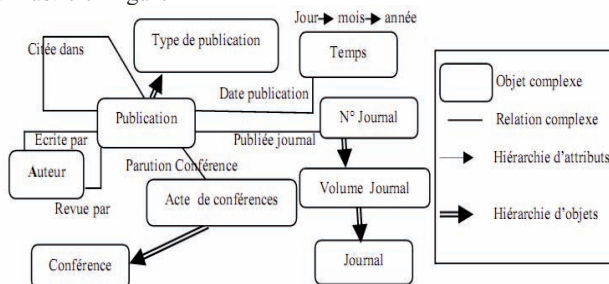 Jour mois année
Type de publication
Citée dans
Temps
Date publication
Objet complexe
Publication
N° Journal
Relation complexe
Ecrite par
Publiée journal
Auteur
Parution Conférence
Hiérarchie d'attributs
Revue par
Acte de conférences
Volume Journal
Hiérarchie d'objets
Conférence
Journal